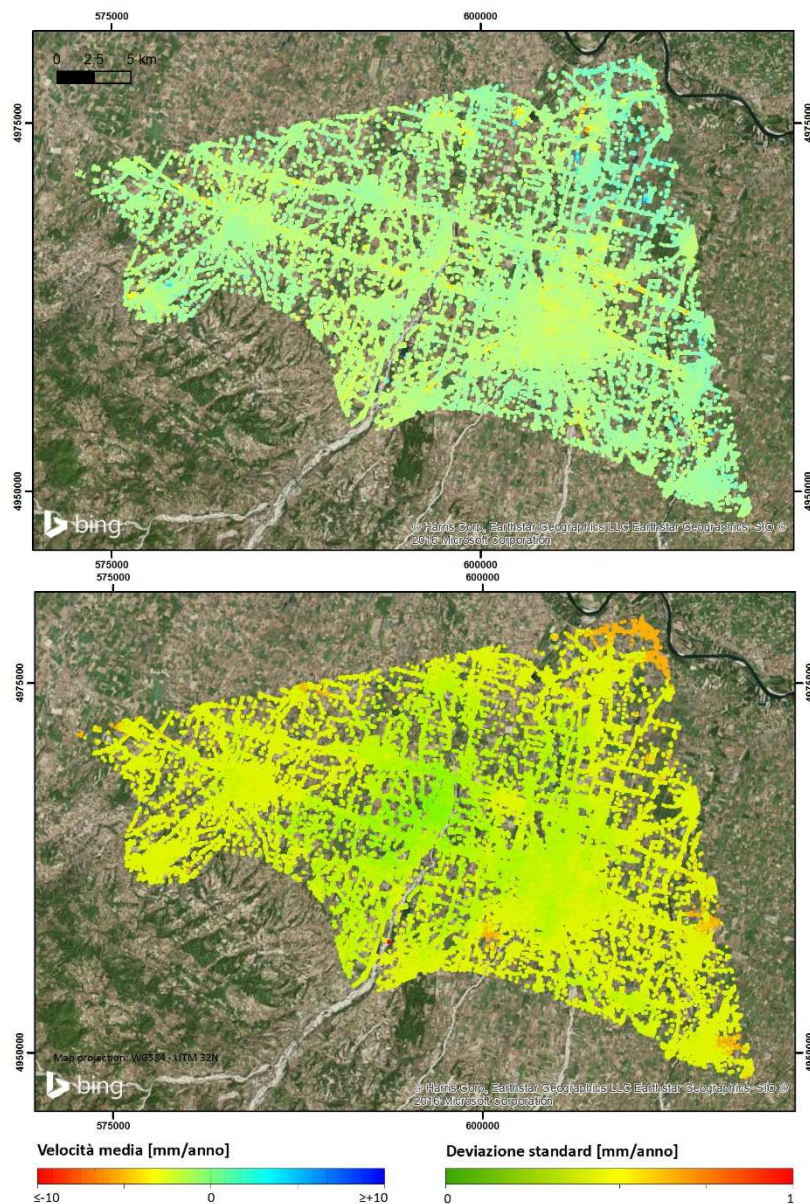 575000 600000
0 2,5 5 km
4975000 4975000
4950000 4950000
bing
© Harris Corp, Earthstar Geographics LLC Earthstar Geographics SIO ©
2016 Microsoft Corporation
575000 600000
575000 600000
4975000 4975000
4950000 4950000
Map projection: WGS84 - UTM 32N
bing
© Harris Corp, Earthstar Geographics LLC Earthstar Geographics SIO ©
2016 Microsoft Corporation
575000 600000
Velocità media [mm/anno] Deviazione standard [mm/anno]
≤-10 0 ≥+10 0 1